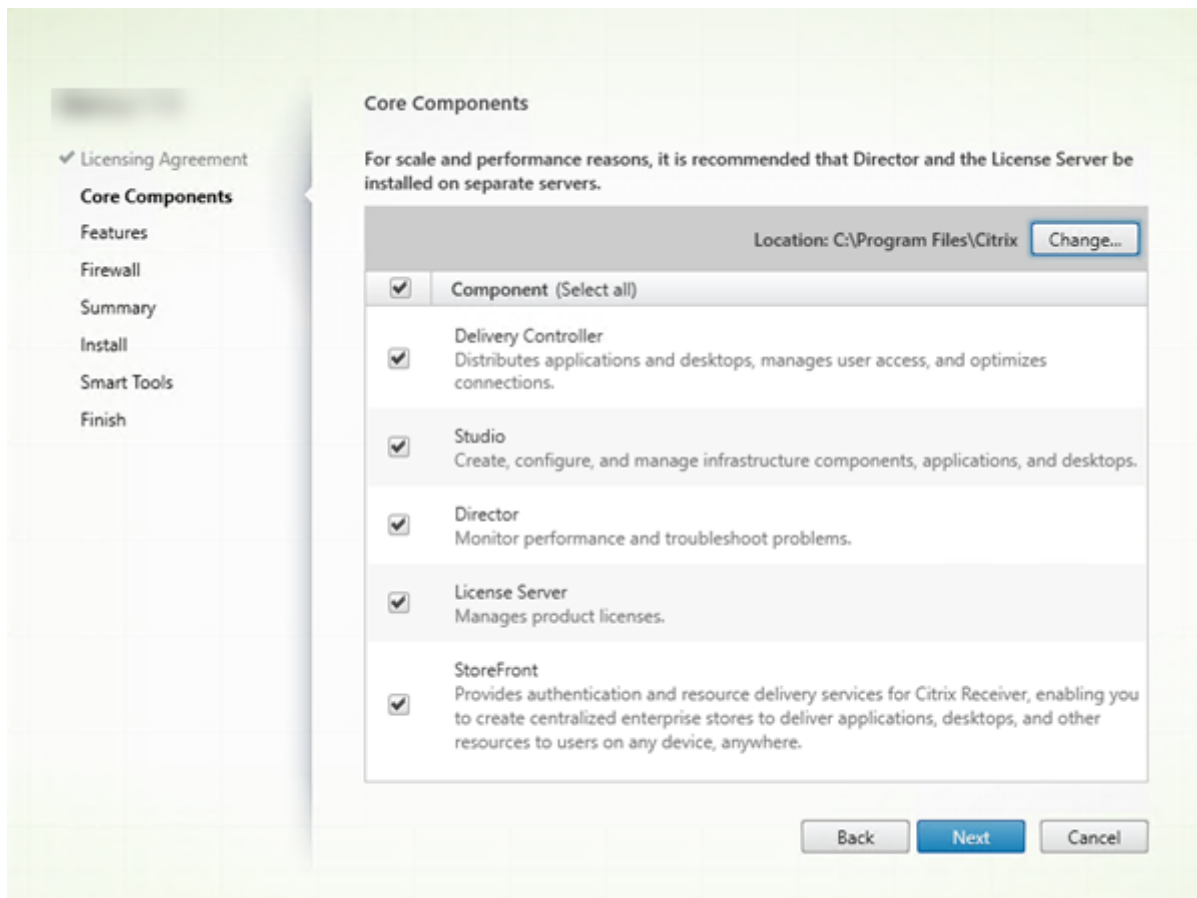 Core Components
Licensing Agreement
Core Components
Features
Firewall
Summary
Install
Smart Tools
Finish
For scale and performance reasons, it is recommended that Director and the License Server be
installed on separate servers.
Location: C:\Program Files\Citrix
Change...
Component (Select all)
Delivery Controller
Distributes applications and desktops, manages user access, and optimizes
connections.
Studio
Create, configure, and manage infrastructure components, applications, and desktops.
Director
Monitor performance and troubleshoot problems.
License Server
Manages product licenses.
StoreFront
Provides authentication and resource delivery services for Citrix Receiver, enabling you
to create centralized enterprise stores to deliver applications, desktops, and other
resources to users on any device, anywhere.
Back
Next
Cancel